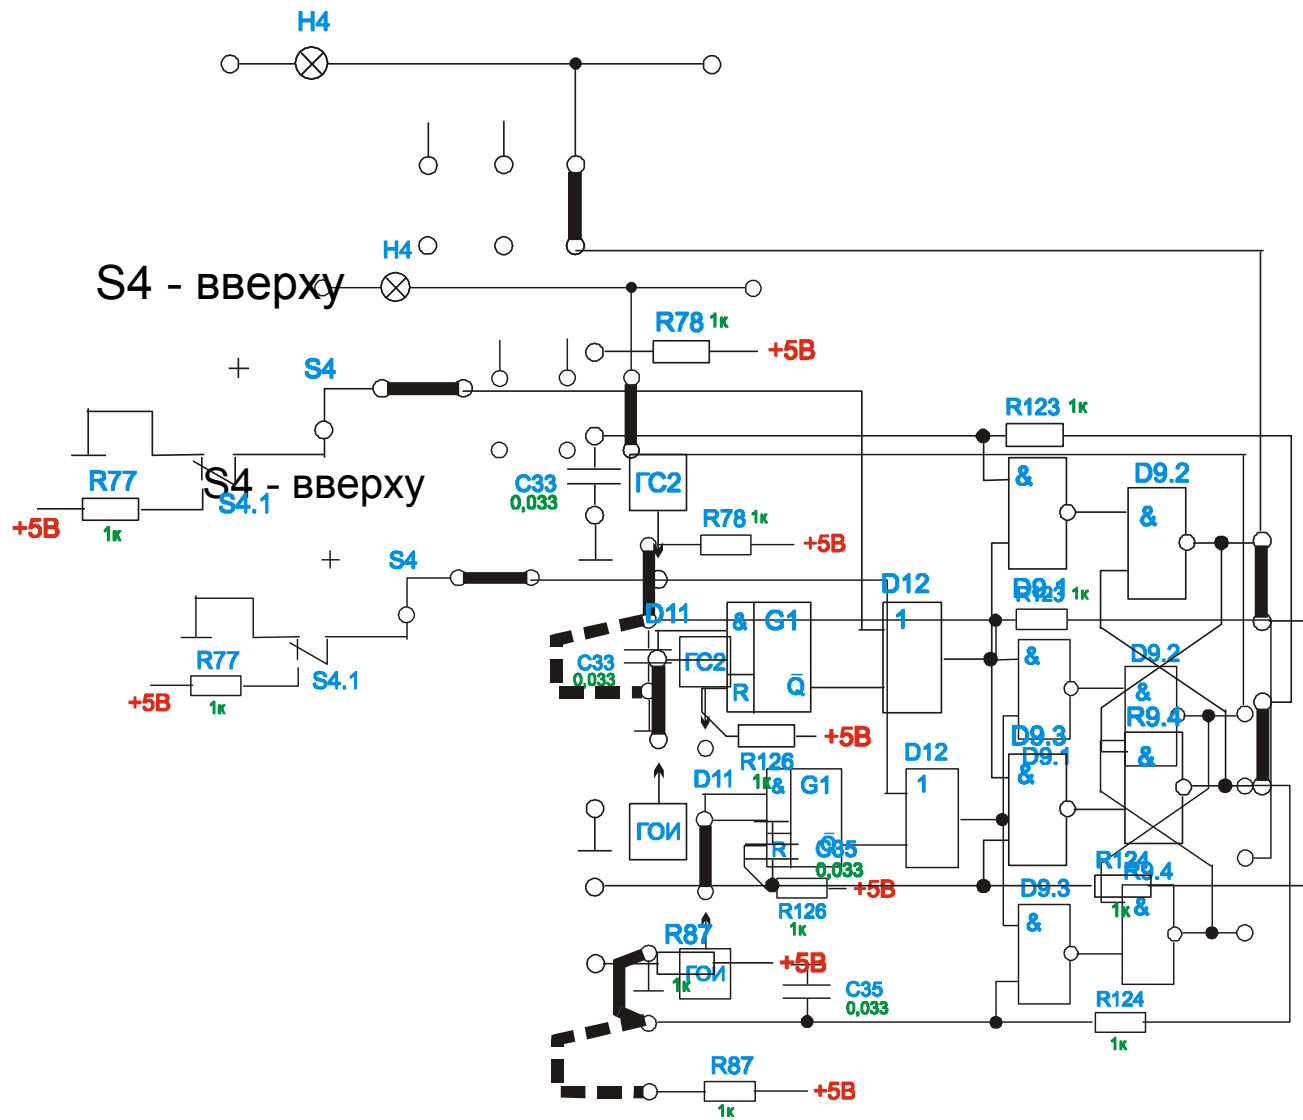 H4
H4
S4 - вверху
R78 1к
+5В
S4
R123 1к
R77
S4 - вверху
C33
0,033
ГС2
&
D9.2
S4.1
+5В
1к
&
R78 1к
+5В
S4
D12
D9.1
R123 1к
D11
&
G1
1
R77
C33
0,033
ГС2
&
D9.2
S4.1
R
Q̅
&
+5В
1к
+5В
D9.3
R9.4
R126
1к
D12
D9.1
&
D11
&
G1
1
&
ГОИ
R
Q̅
C35
0,033
R124
+5В
D9.3
R9.4
R126
1к
&
1к
&
R87
+5В
ГОИ
1к
C35
0,033
R124
1к
R87
+5В
1к